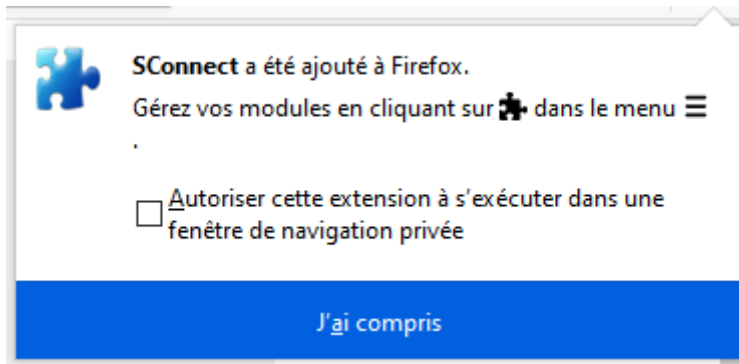 SConnect a été ajouté à Firefox.
Gérez vos modules en cliquant sur dans le menu
.
Autoriser cette extension à s'exécuter dans une
fenêtre de navigation privée
J'ai compris